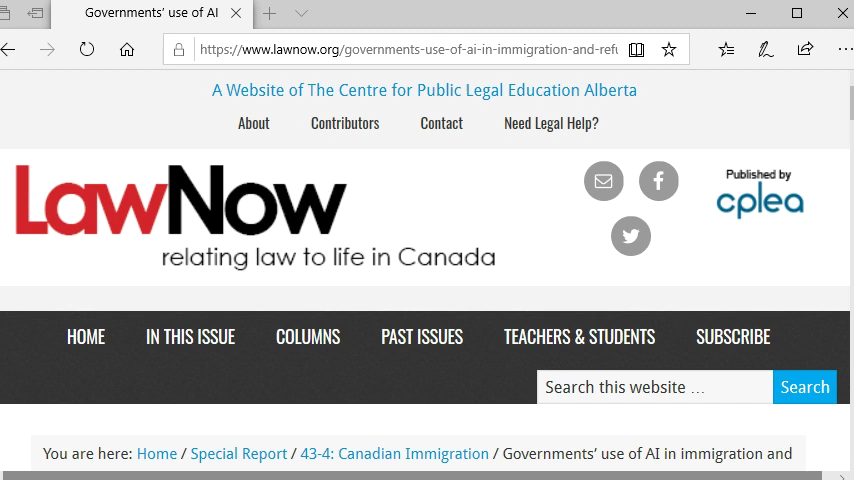 Governments' use of AI
https://www.lawnow.org/governments-use-of-ai-in-immigration-and-refu
A Website of The Centre for Public Legal Education Alberta
About Contributors Contact Need Legal Help?
LawNow
relating law to life in Canada
Published by
cplea
HOME IN THIS ISSUE COLUMNS PAST ISSUES TEACHERS & STUDENTS SUBSCRIBE
Search this website … Search
You are here: Home / Special Report / 43-4: Canadian Immigration / Governments' use of AI in immigration and